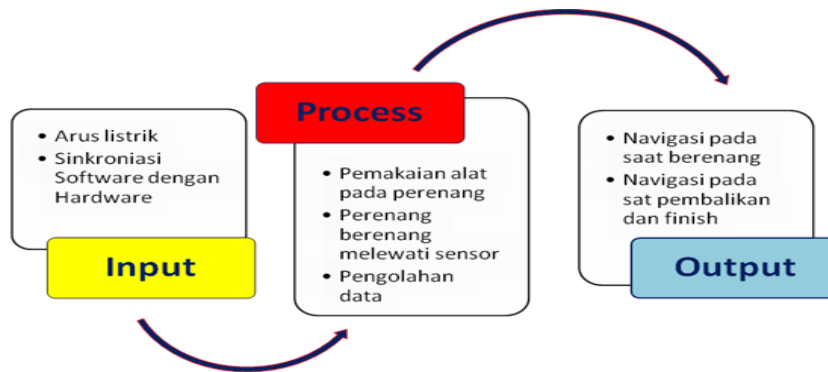 • Arus listrik
• Sinkroniasi
Software dengan
Hardware
Input
Process
• Pemakaian alat
pada perenang
• Perenang
berenang
melewati sensor
• Pengolahan
data
• Navigasi pada
saat berenang
• Navigasi pada
sat pembalikan
dan finish
Output